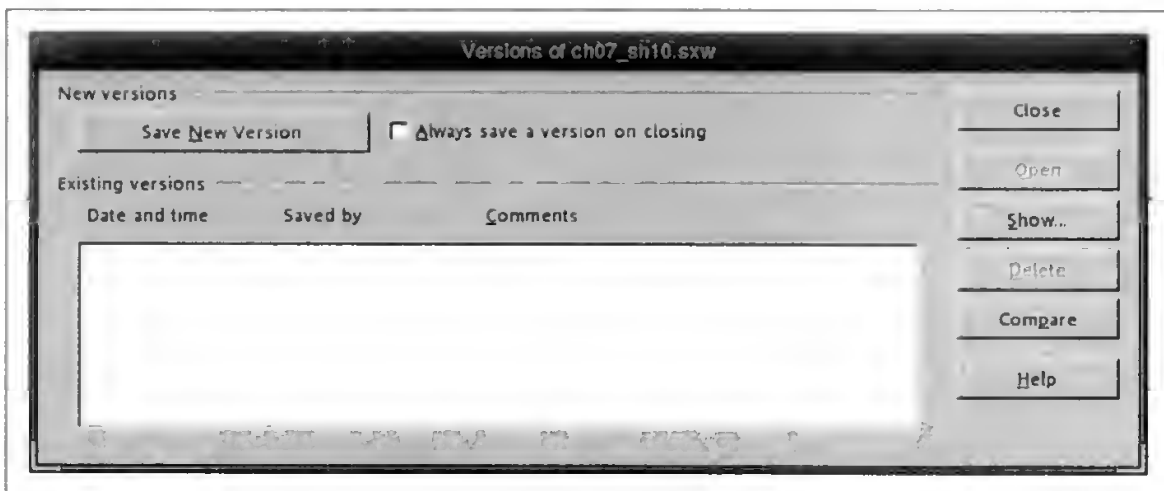 Versions of ch07_sh10.sxw
New versions
Save New Version
Always save a version on closing
Existing versions
Date and time Saved by Comments
Close
Open
Show...
Delete
Compare
Help